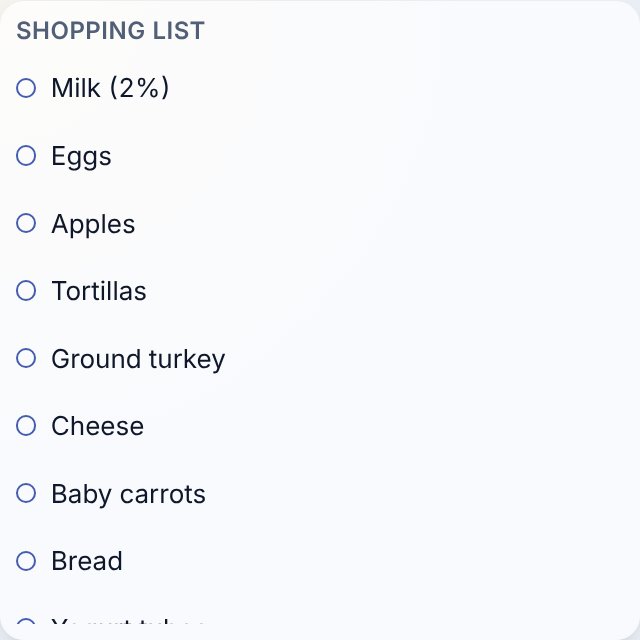 SHOPPING LIST
Milk (2%)
Eggs
Apples
Tortillas
Ground turkey
Cheese
Baby carrots
Bread